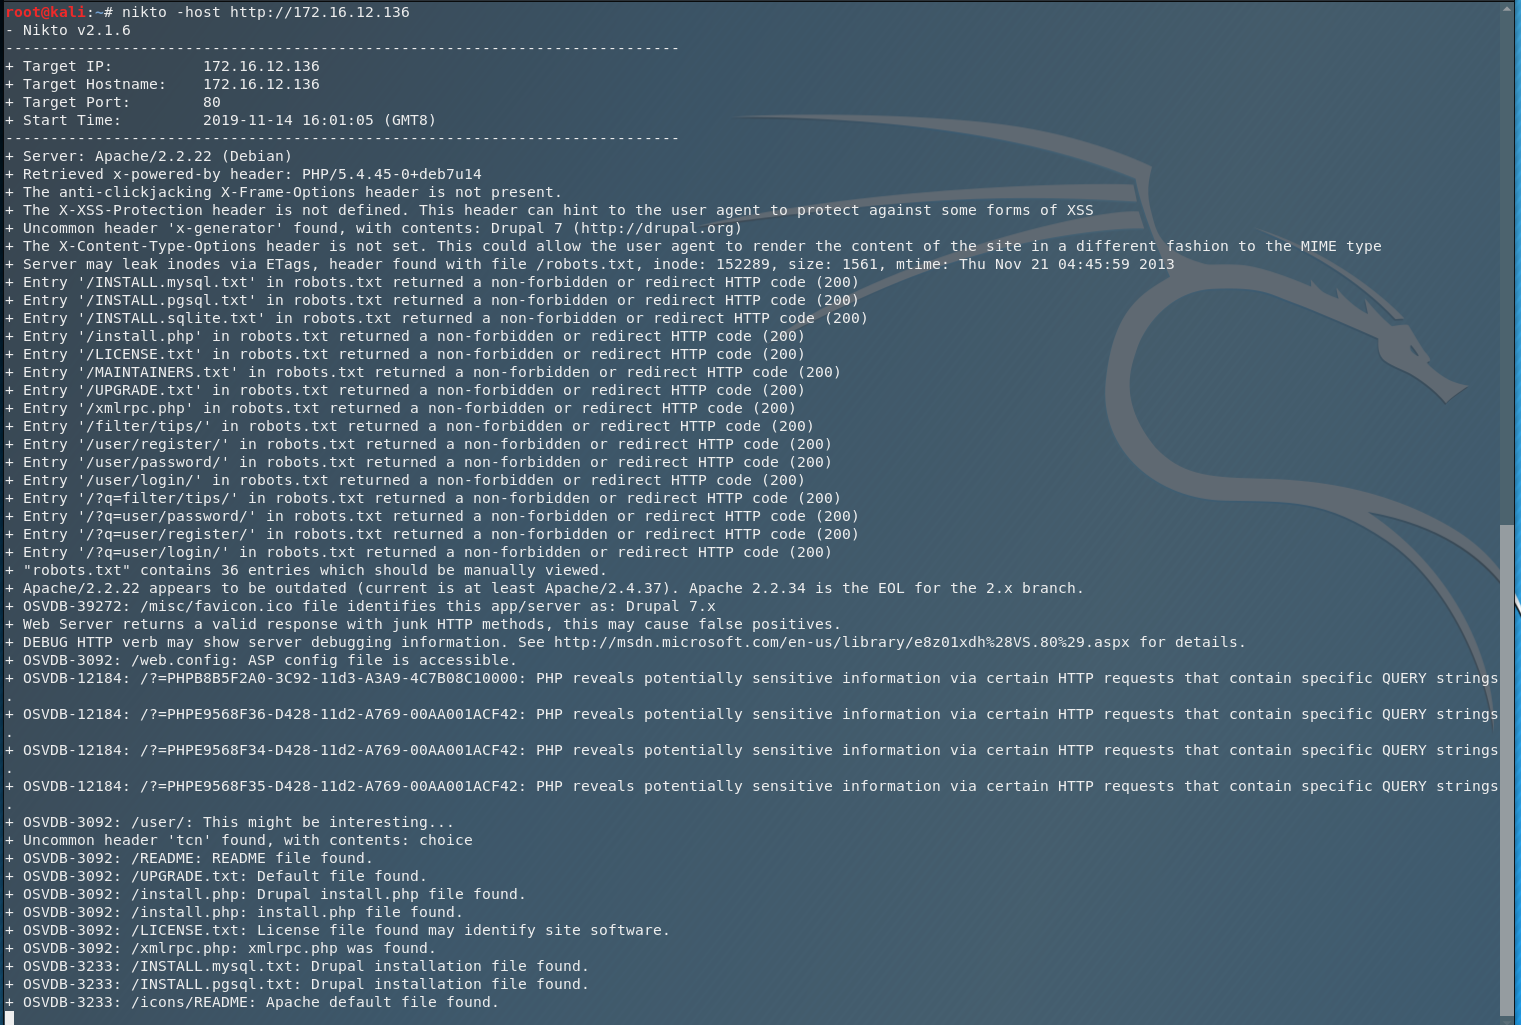 root@kali:~# nikto -host http://172.16.12.136
- Nikto v2.1.6
---------------------------------------------------------------------------
+ Target IP:          172.16.12.136
+ Target Hostname:    172.16.12.136
+ Target Port:        80
+ Start Time:         2019-11-14 16:01:05 (GMT8)
---------------------------------------------------------------------------
+ Server: Apache/2.2.22 (Debian)
+ Retrieved x-powered-by header: PHP/5.4.45-0+deb7u14
+ The anti-clickjacking X-Frame-Options header is not present.
+ The X-XSS-Protection header is not defined. This header can hint to the user agent to protect against some forms of XSS
+ Uncommon header 'x-generator' found, with contents: Drupal 7 (http://drupal.org)
+ The X-Content-Type-Options header is not set. This could allow the user agent to render the content of the site in a different fashion to the MIME type
+ Server may leak inodes via ETags, header found with file /robots.txt, inode: 152289, size: 1561, mtime: Thu Nov 21 04:45:59 2013
+ Entry '/INSTALL.mysql.txt' in robots.txt returned a non-forbidden or redirect HTTP code (200)
+ Entry '/INSTALL.pgsql.txt' in robots.txt returned a non-forbidden or redirect HTTP code (200)
+ Entry '/INSTALL.sqlite.txt' in robots.txt returned a non-forbidden or redirect HTTP code (200)
+ Entry '/install.php' in robots.txt returned a non-forbidden or redirect HTTP code (200)
+ Entry '/LICENSE.txt' in robots.txt returned a non-forbidden or redirect HTTP code (200)
+ Entry '/MAINTAINERS.txt' in robots.txt returned a non-forbidden or redirect HTTP code (200)
+ Entry '/UPGRADE.txt' in robots.txt returned a non-forbidden or redirect HTTP code (200)
+ Entry '/xmlrpc.php' in robots.txt returned a non-forbidden or redirect HTTP code (200)
+ Entry '/filter/tips/' in robots.txt returned a non-forbidden or redirect HTTP code (200)
+ Entry '/user/register/' in robots.txt returned a non-forbidden or redirect HTTP code (200)
+ Entry '/user/password/' in robots.txt returned a non-forbidden or redirect HTTP code (200)
+ Entry '/user/login/' in robots.txt returned a non-forbidden or redirect HTTP code (200)
+ Entry '/?q=filter/tips/' in robots.txt returned a non-forbidden or redirect HTTP code (200)
+ Entry '/?q=user/password/' in robots.txt returned a non-forbidden or redirect HTTP code (200)
+ Entry '/?q=user/register/' in robots.txt returned a non-forbidden or redirect HTTP code (200)
+ Entry '/?q=user/login/' in robots.txt returned a non-forbidden or redirect HTTP code (200)
+ "robots.txt" contains 36 entries which should be manually viewed.
+ Apache/2.2.22 appears to be outdated (current is at least Apache/2.4.37). Apache 2.2.34 is the EOL for the 2.x branch.
+ OSVDB-39272: /misc/favicon.ico file identifies this app/server as: Drupal 7.x
+ Web Server returns a valid response with junk HTTP methods, this may cause false positives.
+ DEBUG HTTP verb may show server debugging information. See http://msdn.microsoft.com/en-us/library/e8z01xdh%28VS.80%29.aspx for details.
+ OSVDB-3092: /web.config: ASP config file is accessible.
+ OSVDB-12184: /?=PHPB8B5F2A0-3C92-11d3-A3A9-4C7B08C10000: PHP reveals potentially sensitive information via certain HTTP requests that contain specific QUERY strings
.
+ OSVDB-12184: /?=PHPE9568F36-D428-11d2-A769-00AA001ACF42: PHP reveals potentially sensitive information via certain HTTP requests that contain specific QUERY strings
.
+ OSVDB-12184: /?=PHPE9568F34-D428-11d2-A769-00AA001ACF42: PHP reveals potentially sensitive information via certain HTTP requests that contain specific QUERY strings
.
+ OSVDB-12184: /?=PHPE9568F35-D428-11d2-A769-00AA001ACF42: PHP reveals potentially sensitive information via certain HTTP requests that contain specific QUERY strings
.
+ OSVDB-3092: /user/: This might be interesting...
+ Uncommon header 'tcn' found, with contents: choice
+ OSVDB-3092: /README: README file found.
+ OSVDB-3092: /UPGRADE.txt: Default file found.
+ OSVDB-3092: /install.php: Drupal install.php file found.
+ OSVDB-3092: /install.php: install.php file found.
+ OSVDB-3092: /LICENSE.txt: License file found may identify site software.
+ OSVDB-3092: /xmlrpc.php: xmlrpc.php was found.
+ OSVDB-3233: /INSTALL.mysql.txt: Drupal installation file found.
+ OSVDB-3233: /INSTALL.pgsql.txt: Drupal installation file found.
+ OSVDB-3233: /icons/README: Apache default file found.